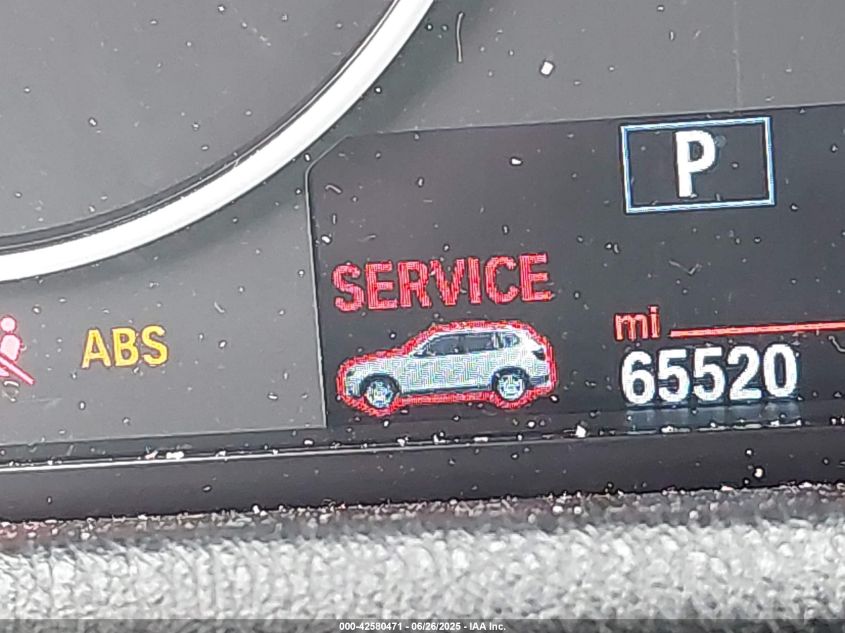 P
SERVICE
mi
ABS
65520
000-42580471 - 06/26/2025 - IAA Inc.